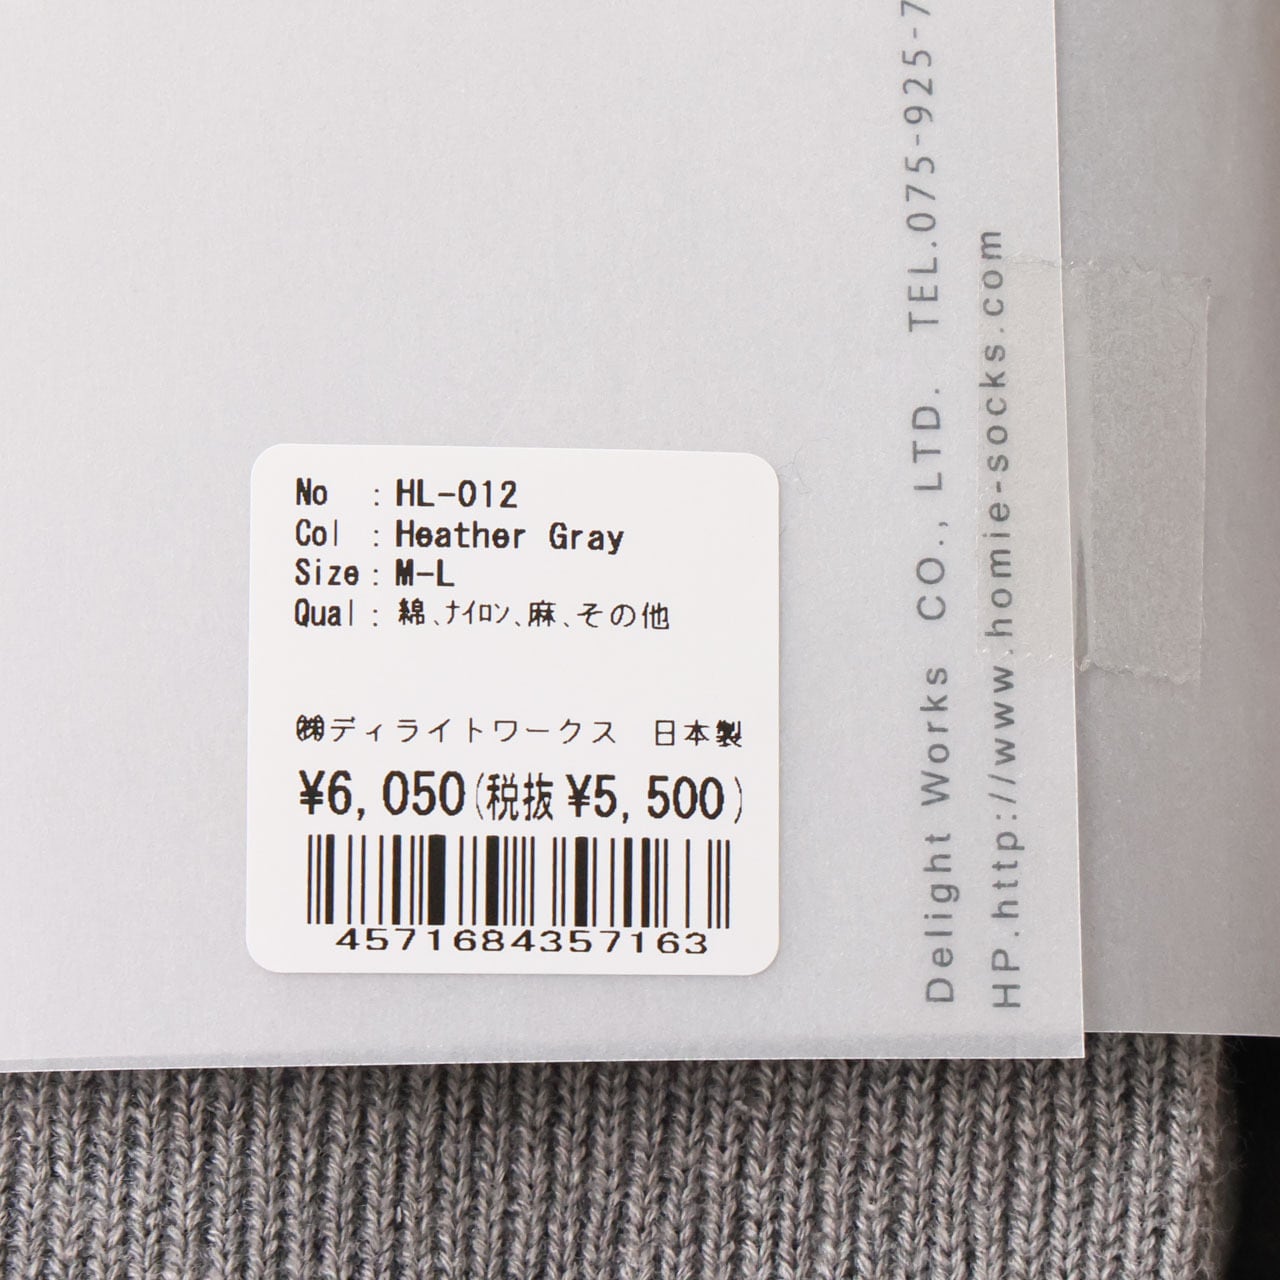 No : HL-012
Col : Heather Gray
Size : M-L
Qual : 綿、ナイロン、麻、その他
㈱ディライトワークス 日本製
¥6,050(税抜 ¥5,500)
4571684357163
Delight Works CO., LTD. TEL.075-925-7
HP.http://www.homie-socks.com